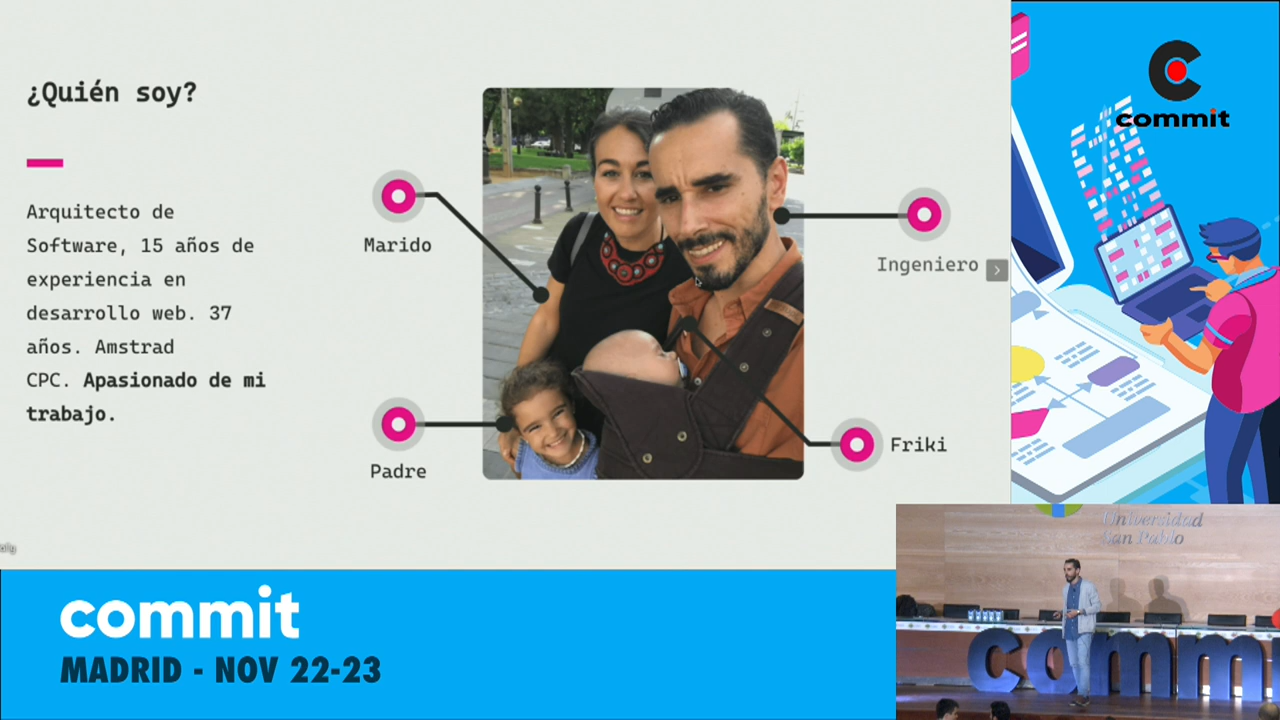 ¿Quién soy?
Arquitecto de
Software, 15 años de
experiencia en
desarrollo web. 37
años. Amstrad
CPC. Apasionado de mi
trabajo.
Marido
Padre
Ingeniero
Friki
commit
commit
MADRID - NOV 22-23
Universidad
San Pablo
comm